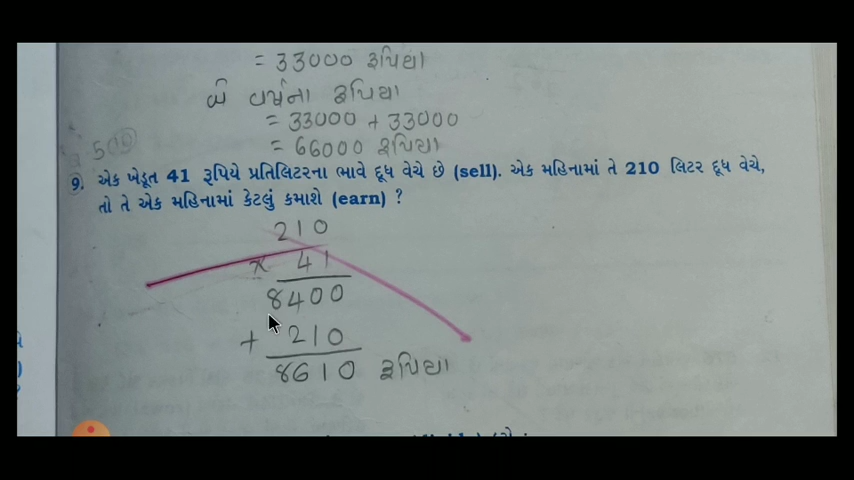 = 33000 રૂપિયા
બે વર્ષના રૂપિયા
= 33000 + 33000
= 66000 રૂપિયા
9. એક ખેડૂત 41 રૂપિયે પ્રતિલિટરના ભાવે દૂધ વેચે છે (sell). એક મહિનામાં તે 210 લિટર દૂધ વેચે,
તો તે એક મહિનામાં કેટલું કમાશે (earn) ?
210
× 41
8400
+ 210
8610 રૂપિયા